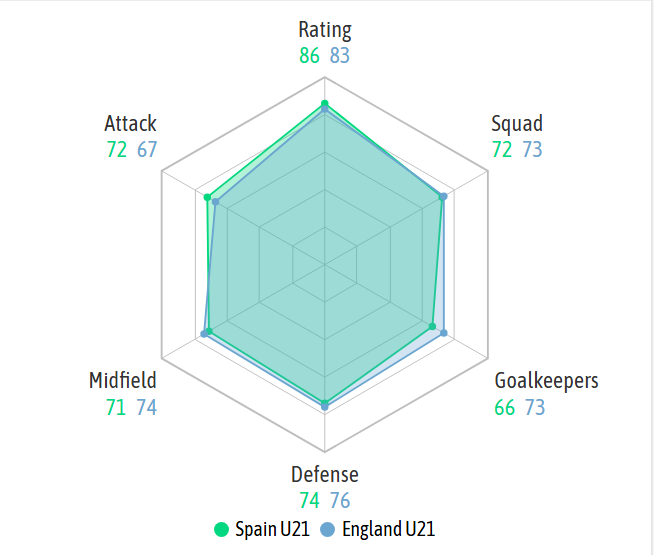 Rating
86 83
Attack
72 67
Squad
72 73
Midfield
71 74
Goalkeepers
66 73
Defense
74 76
Spain U21 England U21